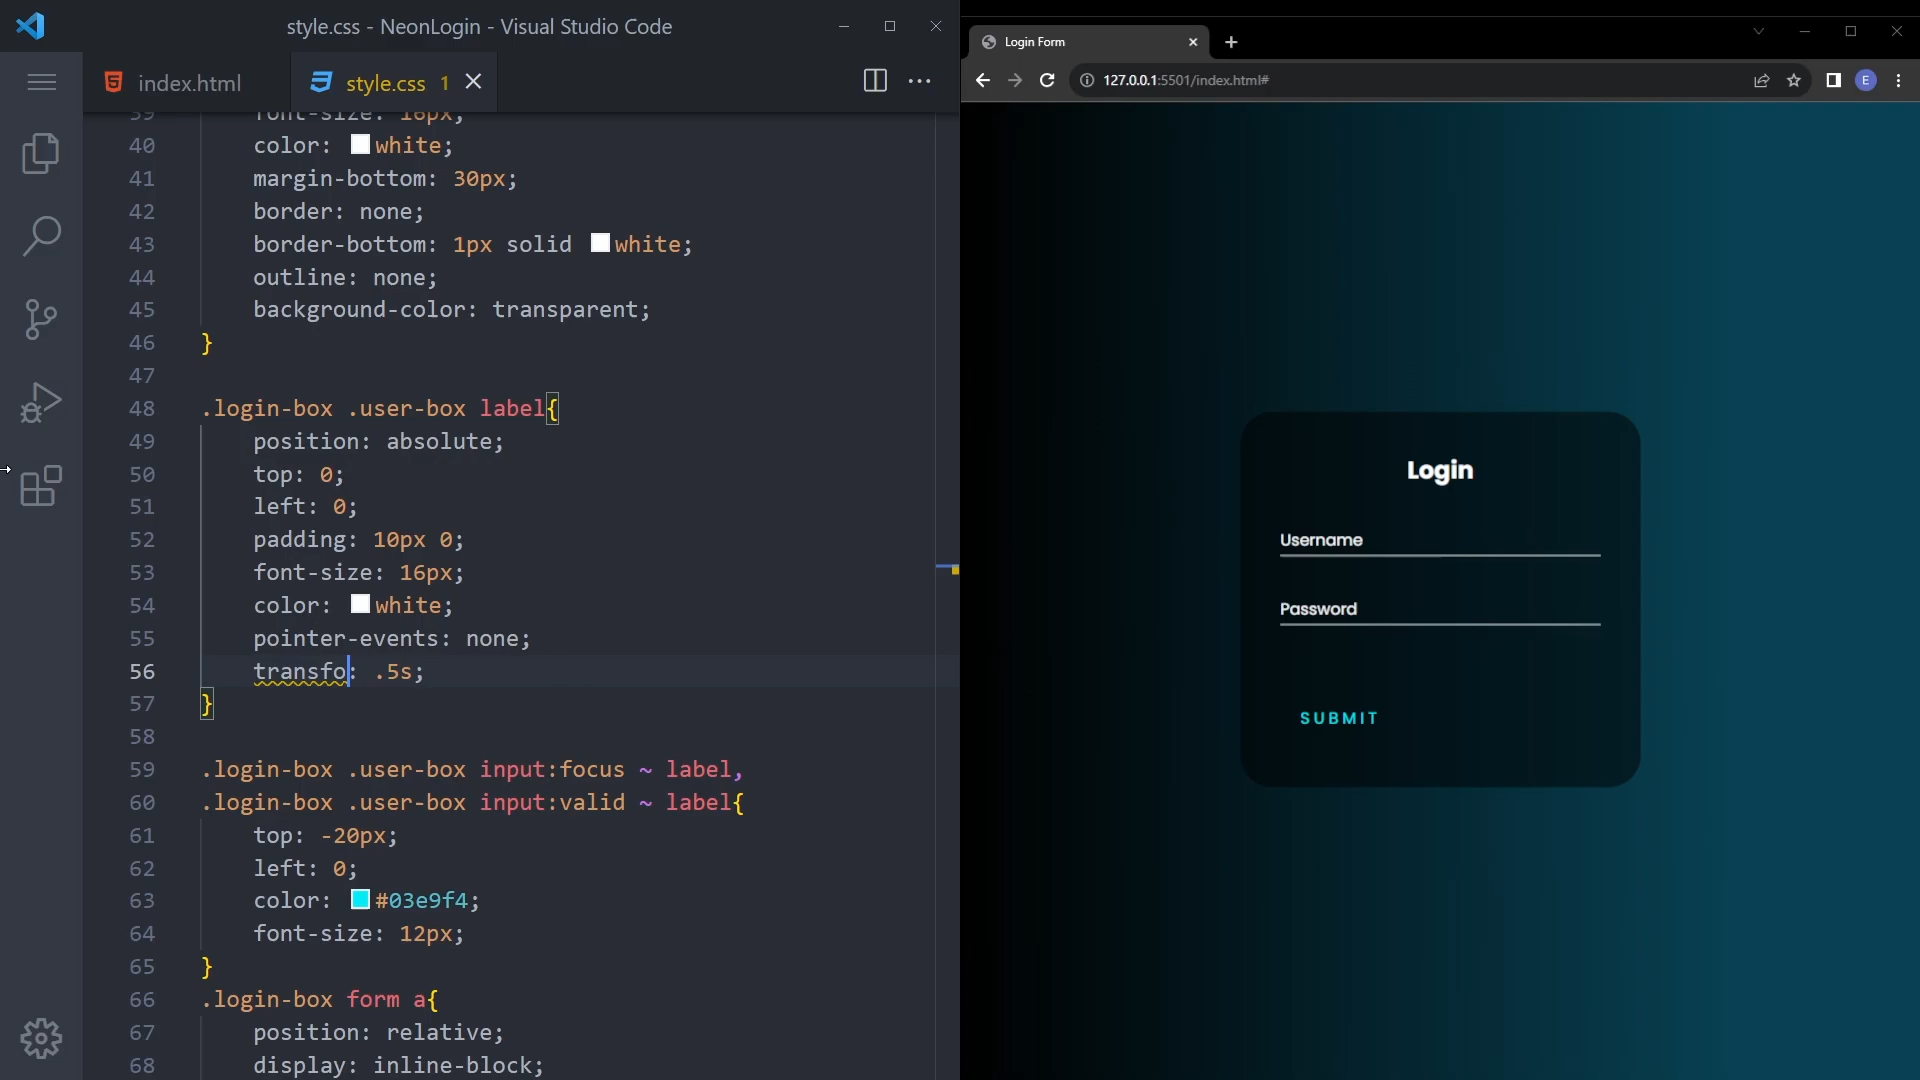 style.css - NeonLogin - Visual Studio Code
index.html
style.css 1
39 font-size: 16px;
40 color: white;
41 margin-bottom: 30px;
42 border: none;
43 border-bottom: 1px solid white;
44 outline: none;
45 background-color: transparent;
46 }
47
48 .login-box .user-box label{
49 position: absolute;
50 top: 0;
51 left: 0;
52 padding: 10px 0;
53 font-size: 16px;
54 color: white;
55 pointer-events: none;
56 transfo: .5s;
57 }
58
59 .login-box .user-box input:focus ~ label,
60 .login-box .user-box input:valid ~ label{
61 top: -20px;
62 left: 0;
63 color: #03e9f4;
64 font-size: 12px;
65 }
66 .login-box form a{
67 position: relative;
68 display: inline-block;
Login Form
127.0.0.1:5501/index.html#
E
Login
Username
Password
SUBMIT